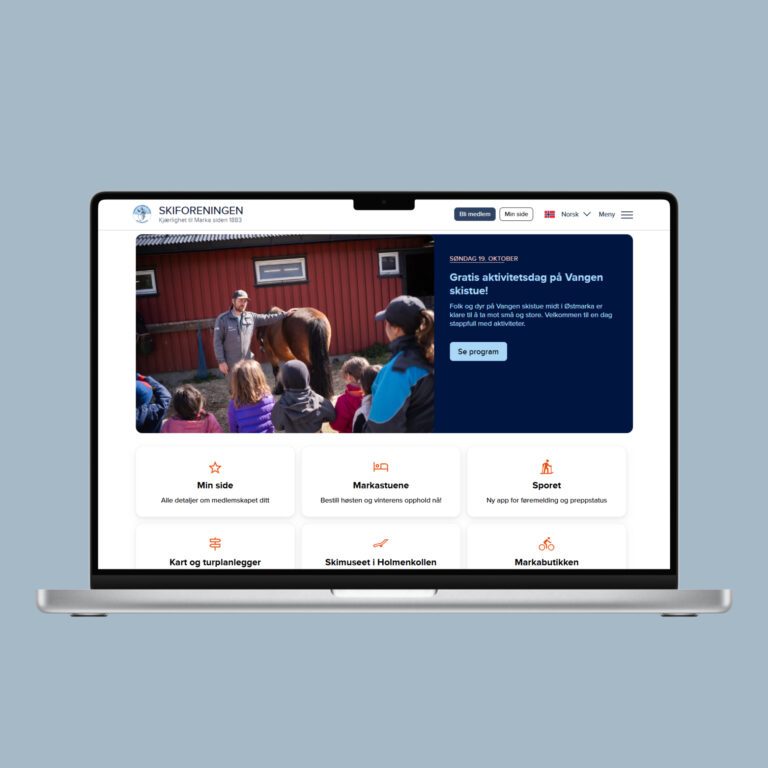 SKIFORENINGEN
Kjærlighet til Marka siden 1883
Bli medlem
Min side
Norsk
Meny
SØNDAG 19. OKTOBER
Gratis aktivitetsdag på Vangen
skistue!
Folk og dyr på Vangen skistue midt i Østmarka er
klare til å ta mot små og store. Velkommen til en dag
stappfull med aktiviteter.
Se program
Min side
Alle detaljer om medlemskapet ditt
Markastuene
Bestill høsten og vinterens opphold nå!
Sporet
Ny app for føremelding og preppstatus
Kart og turplanlegger
Skimuseet i Holmenkollen
Markabutikken